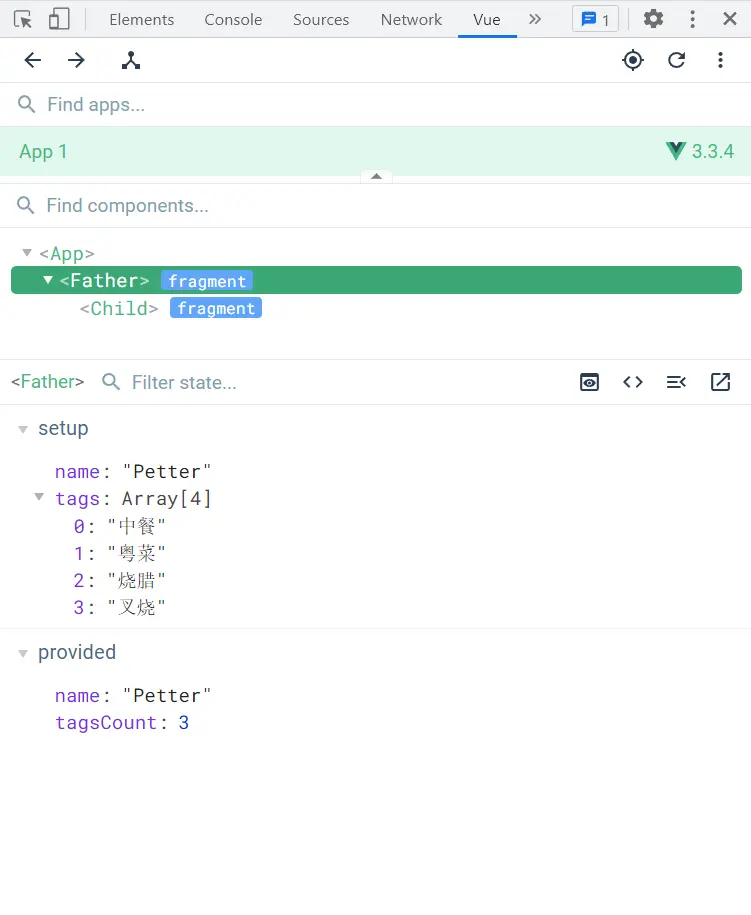 Elements Console Sources Network Vue 1
Find apps...
App 1 3.3.4
Find components...
<App>
<Father> fragment
<Child> fragment
<Father> Filter state...
setup
name: "Petter"
tags: Array[4]
0: "中餐"
1: "粤菜"
2: "烧腊"
3: "叉烧"
provided
name: "Petter"
tagsCount: 3